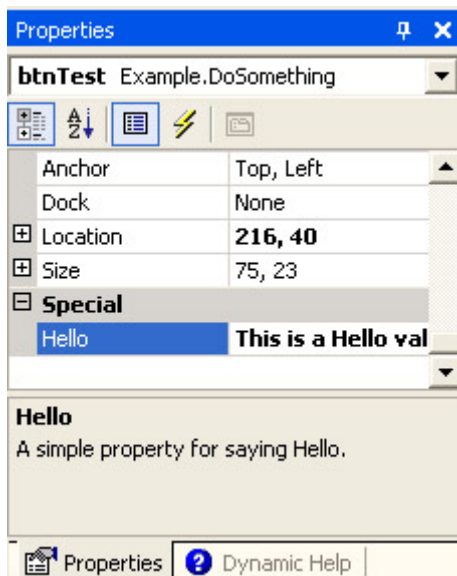 Properties
btnTest Example.DoSomething
Anchor Top, Left
Dock None
Location 216, 40
Size 75, 23
Special
Hello This is a Hello val
Hello
A simple property for saying Hello.
Properties Dynamic Help